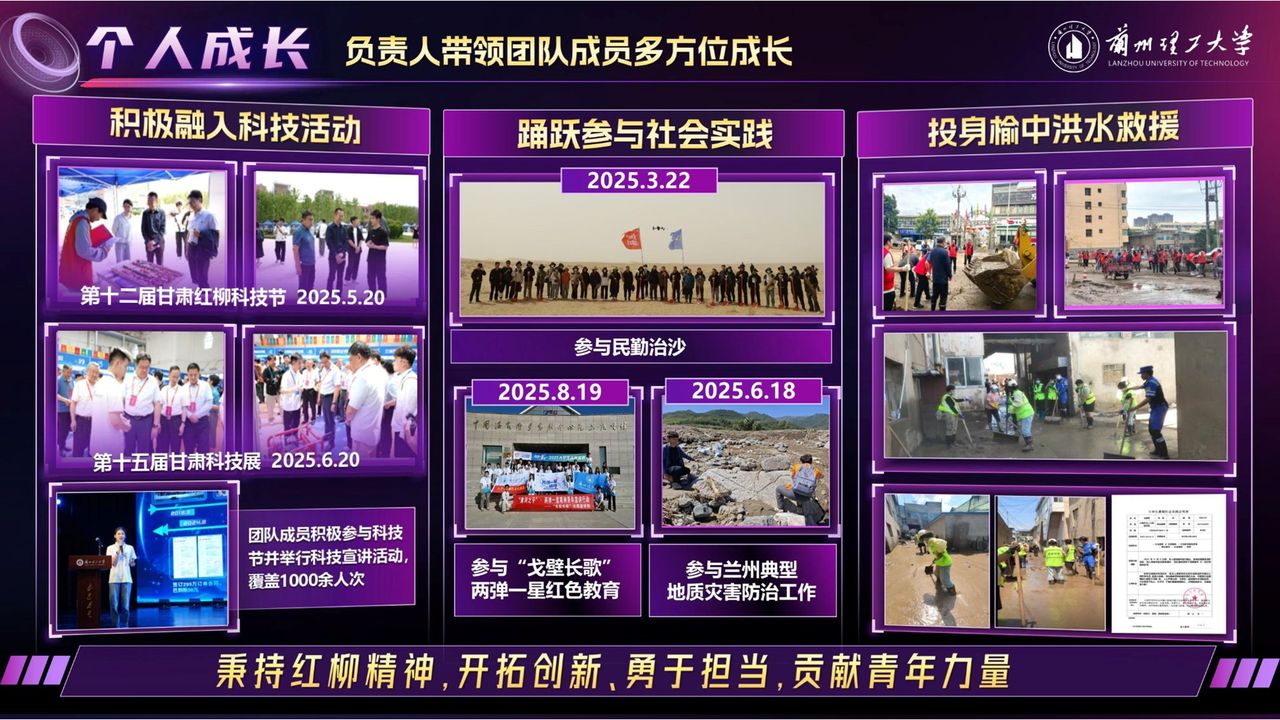 个人成长
负责人带领团队成员多方位成长
兰州理工大学
LANZHOU UNIVERSITY OF TECHNOLOGY
积极融入科技活动
第十二届甘肃红柳科技节 2025.5.20
第十五届甘肃科技展 2025.6.20
团队成员积极参与科技
节并举行科技宣讲活动，
覆盖1000余人次
踊跃参与社会实践
2025.3.22
参与民勤治沙
2025.8.19
参与“戈壁长歌”
两弹一星红色教育
2025.6.18
参与兰州典型
地质灾害防治工作
投身榆中洪水救援
秉持红柳精神，开拓创新、勇于担当，贡献青年力量